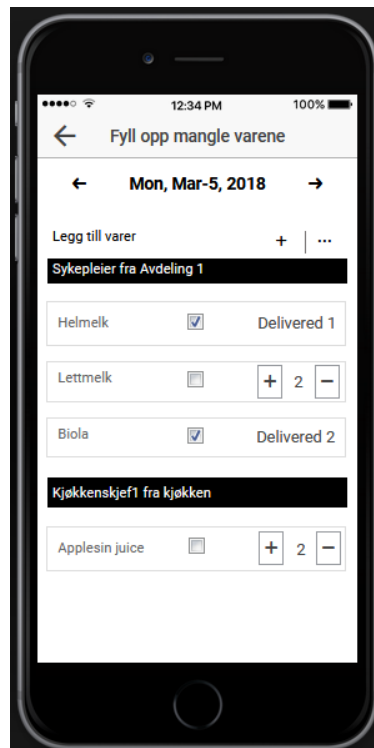 12:34 PM 100%
Fyll opp mangle varene
Mon, Mar-5, 2018
Legg till varer + | ...
Sykepleier fra Avdeling 1
Helmelk Delivered 1
Lettmelk + 2 −
Biola Delivered 2
Kjøkkenskjef1 fra kjøkken
Applesin juice + 2 −